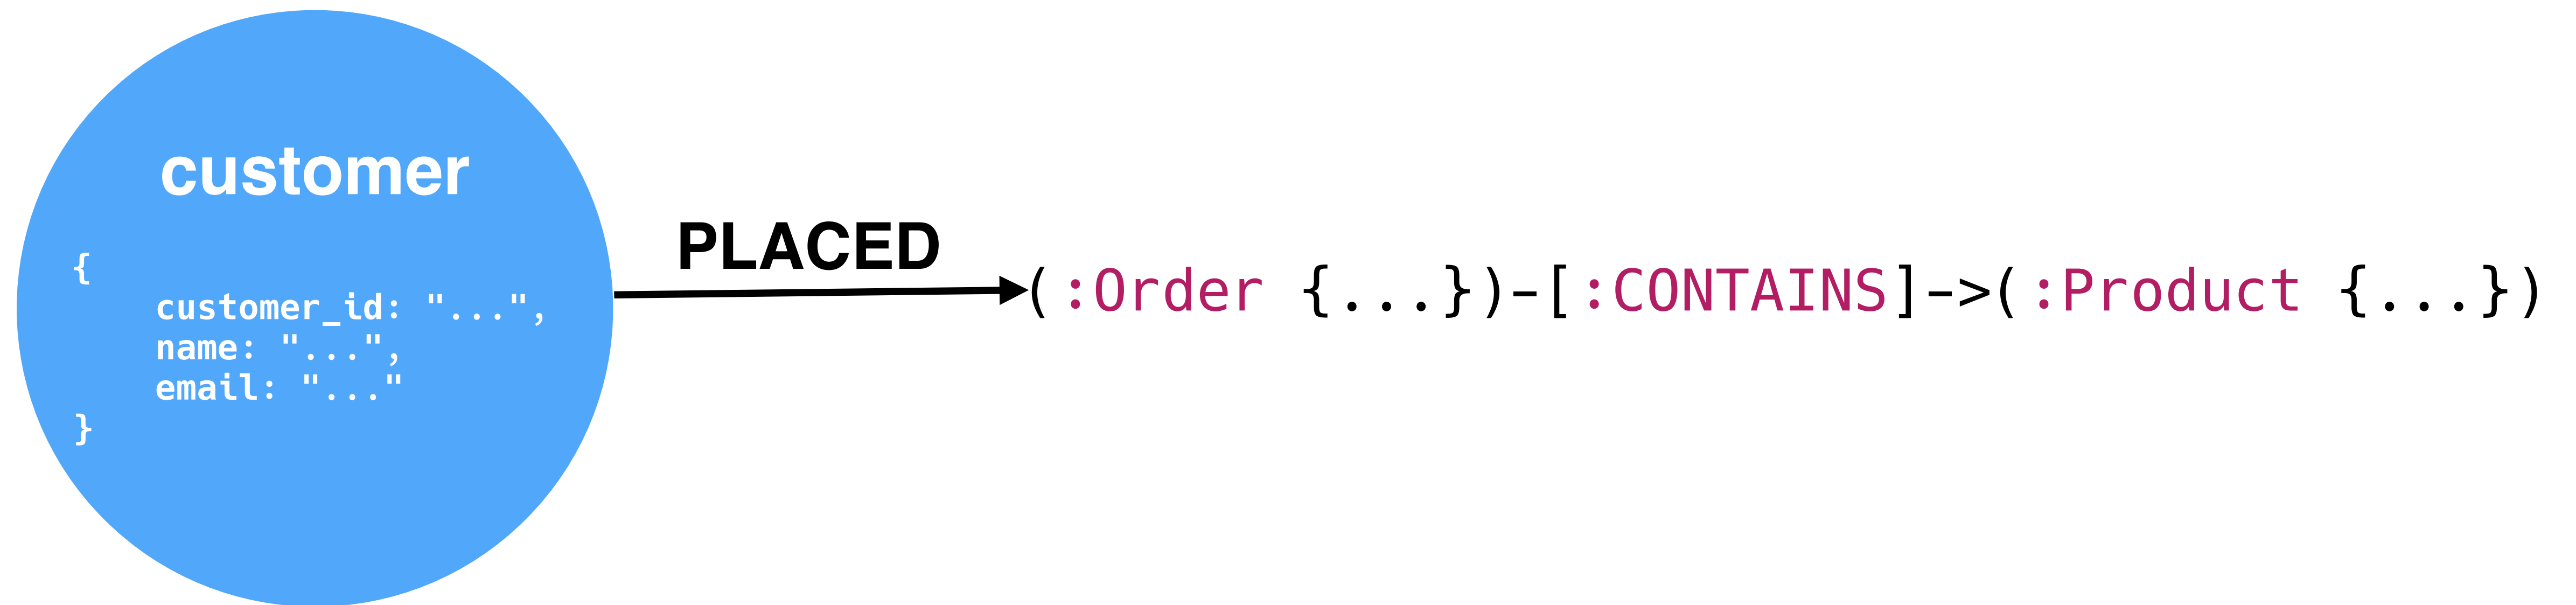 customer
{
customer_id: "...",
name: "...",
email: "..."
}
PLACED
(:Order {...})-[:CONTAINS]->(:Product {...})